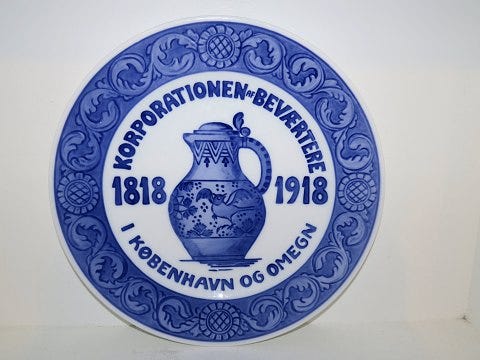 KORPORATIONEN AF BEVÆRTERE
1818 1918
I KØBENHAVN OG OMEGN